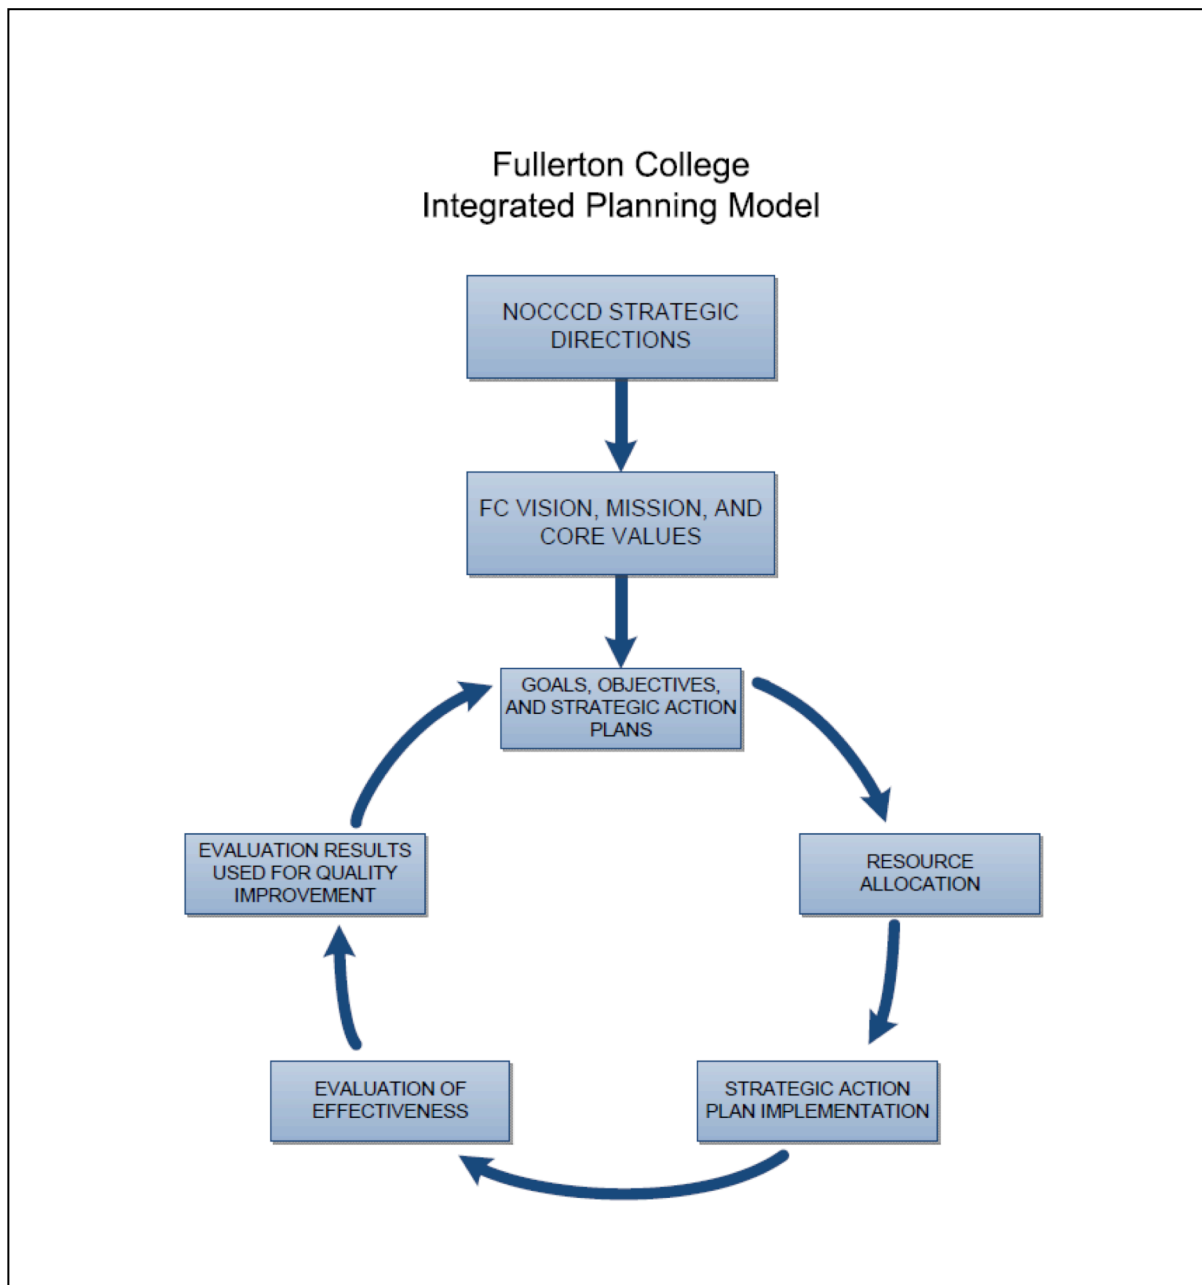 Fullerton College
Integrated Planning Model
NOCCCD STRATEGIC
DIRECTIONS
FC VISION, MISSION, AND
CORE VALUES
GOALS, OBJECTIVES,
AND STRATEGIC ACTION
PLANS
EVALUATION RESULTS
USED FOR QUALITY
IMPROVEMENT
RESOURCE
ALLOCATION
EVALUATION OF
EFFECTIVENESS
STRATEGIC ACTION
PLAN IMPLEMENTATION